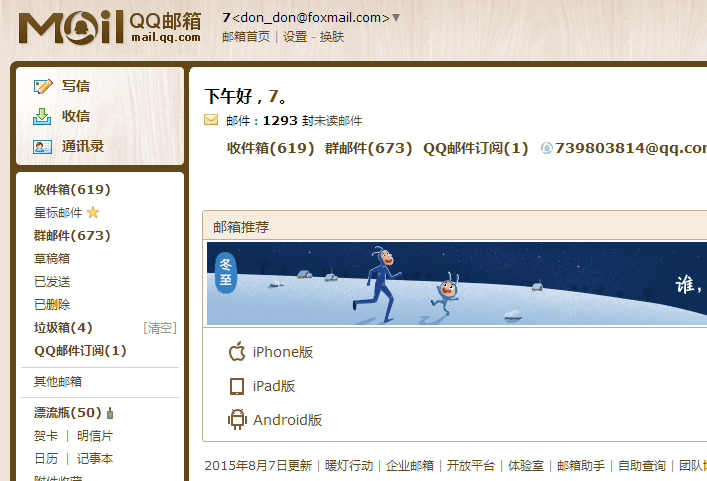 Mail QQ邮箱
mail.qq.com
7<don_don@foxmail.com>▼
邮箱首页 | 设置 - 换肤
写信
收信
通讯录
收件箱(619)
星标邮件
群邮件(673)
草稿箱
已发送
已删除
垃圾箱(4) [清空]
QQ邮件订阅(1)
其他邮箱
漂流瓶(50)
贺卡 | 明信片
日历 | 记事本
附件收藏
下午好，7。
邮件：1293 封未读邮件
收件箱(619) 群邮件(673) QQ邮件订阅(1) 739803814@qq.com
邮箱推荐
冬至
谁，
iPhone版
iPad版
Android版
2015年8月7日更新 | 暖灯行动 | 企业邮箱 | 开放平台 | 体验室 | 邮箱助手 | 自助查询 | 团队